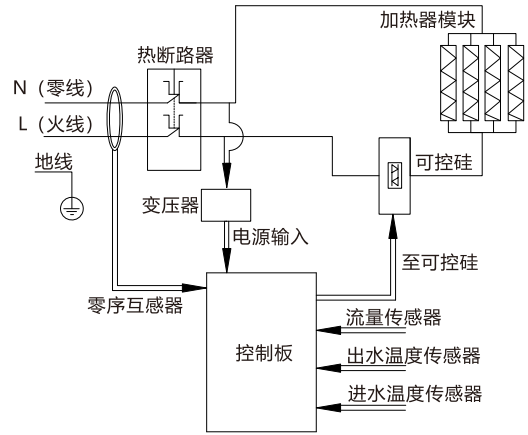 加热器模块
热断路器
N（零线）
L（火线）
地线
可控硅
变压器
电源输入
至可控硅
零序互感器
流量传感器
控制板
出水温度传感器
进水温度传感器